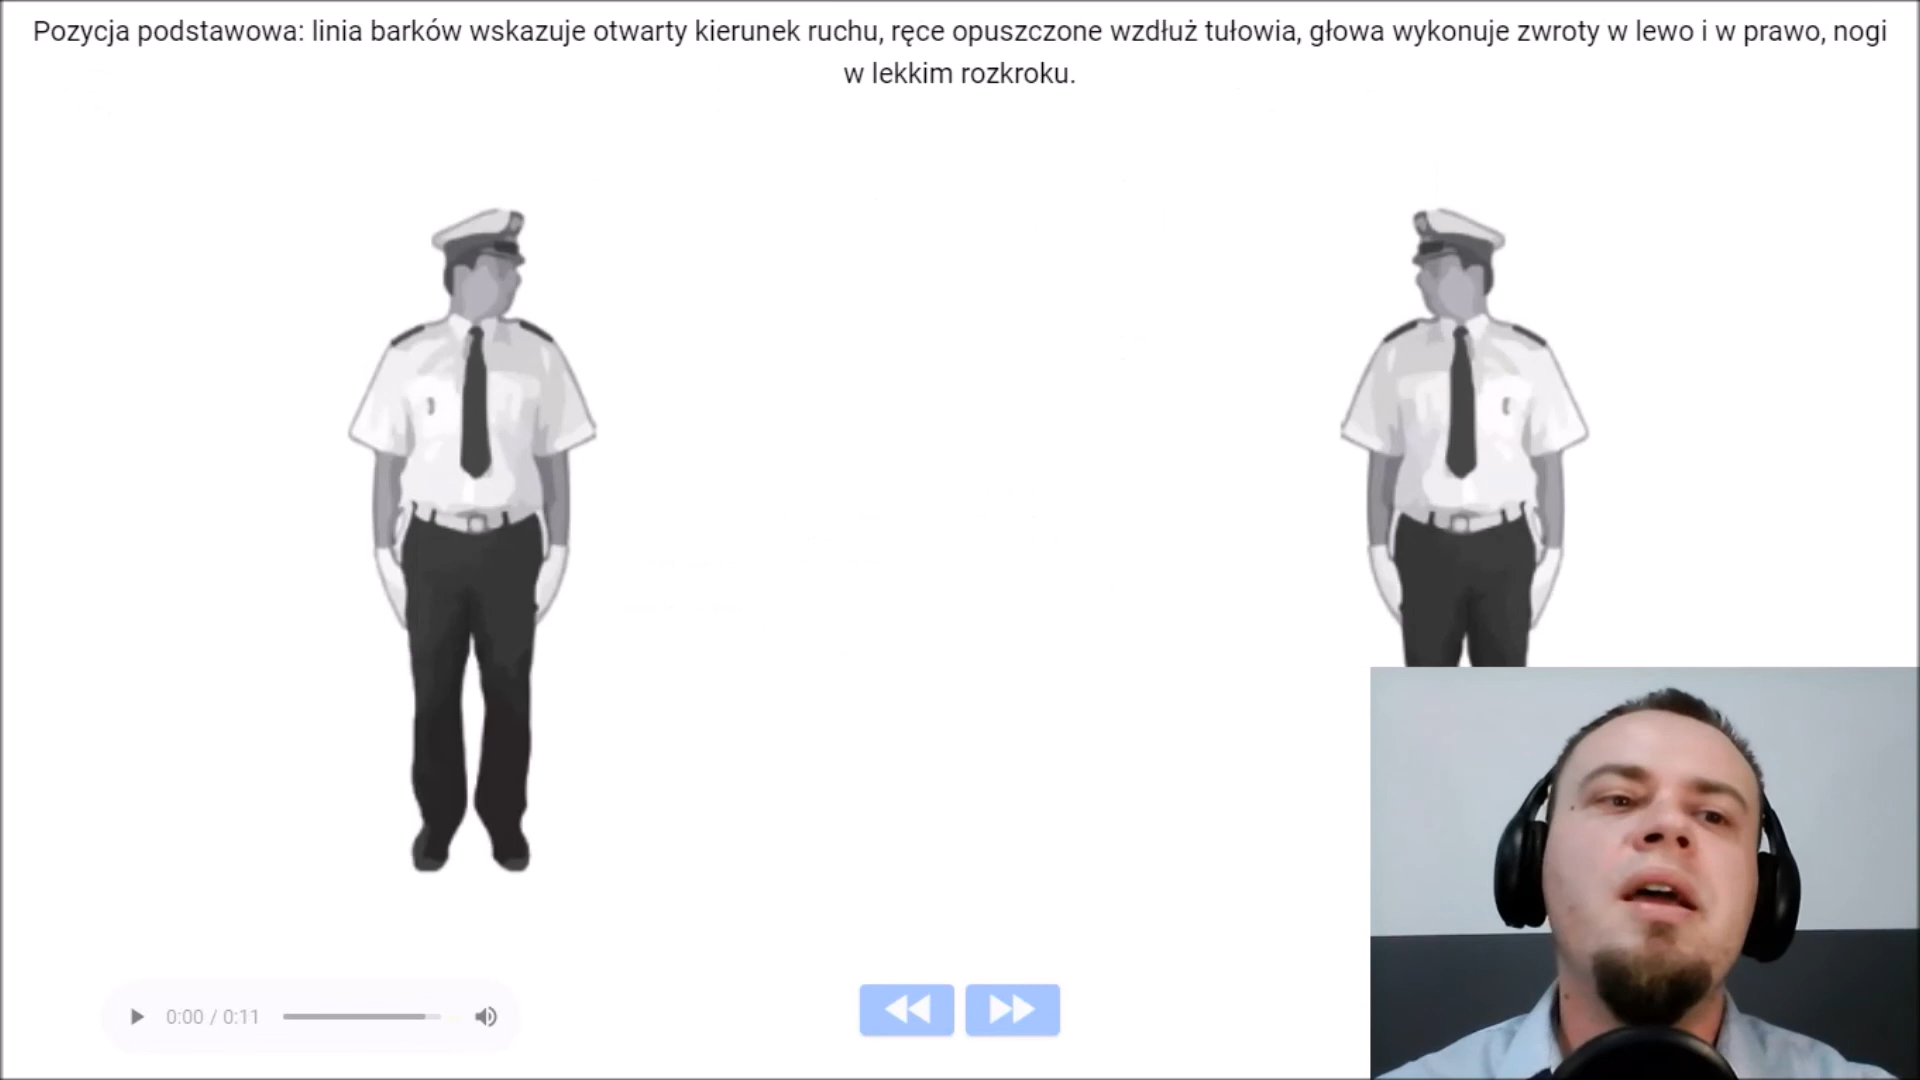 Pozycja podstawowa: linia barków wskazuje otwarty kierunek ruchu, ręce opuszczone wzdłuż tułowia, głowa wykonuje zwroty w lewo i w prawo, nogi
w lekkim rozkroku.
0:00 / 0:11